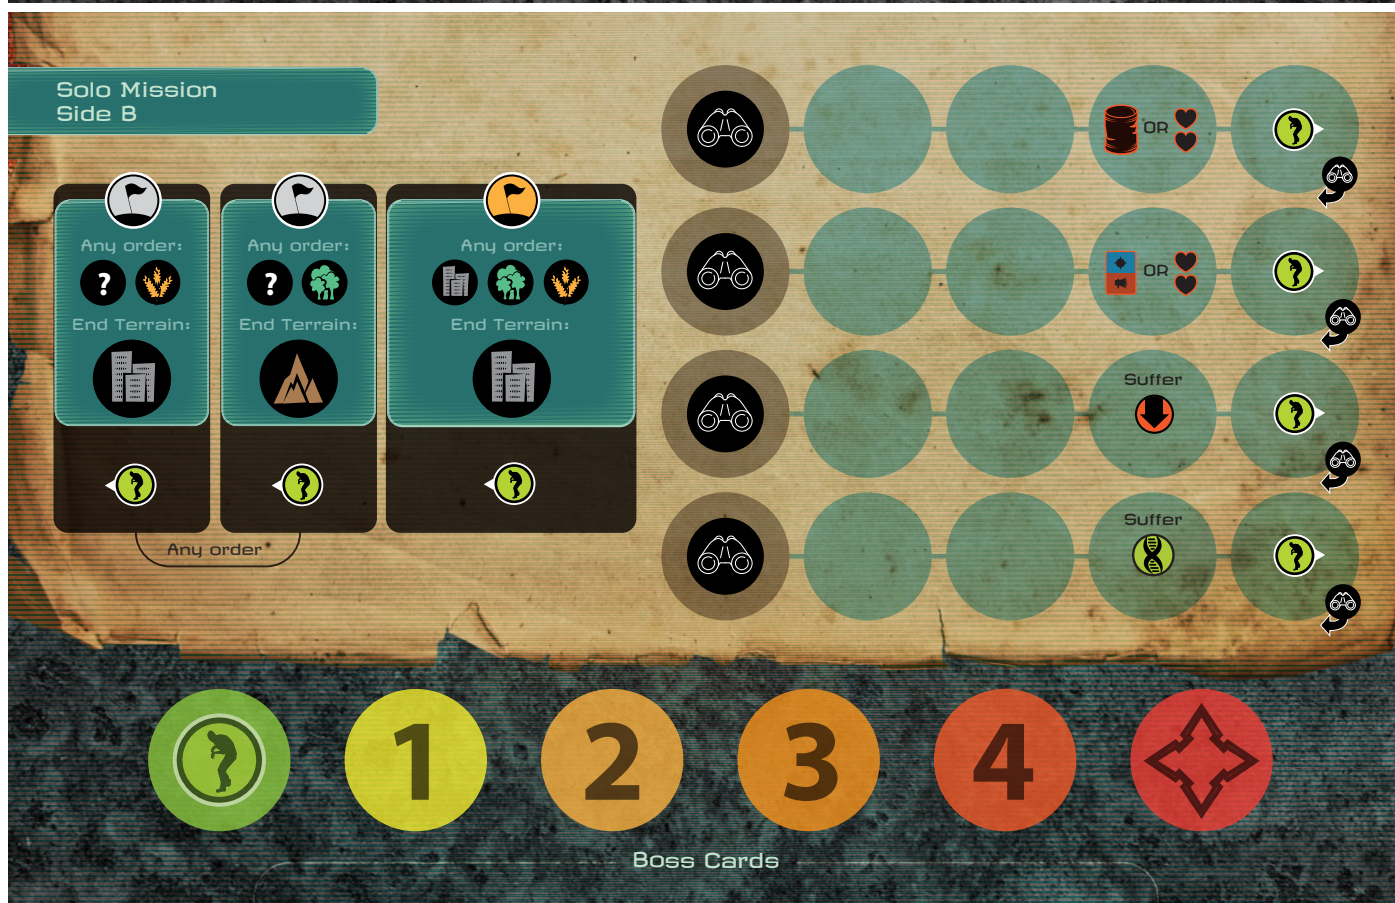 Solo Mission
Side B
Any order:
?
End Terrain:
Any order:
?
End Terrain:
Any order:
End Terrain:
Any order
OR
OR
Suffer
Suffer
1
2
3
4
Boss Cards